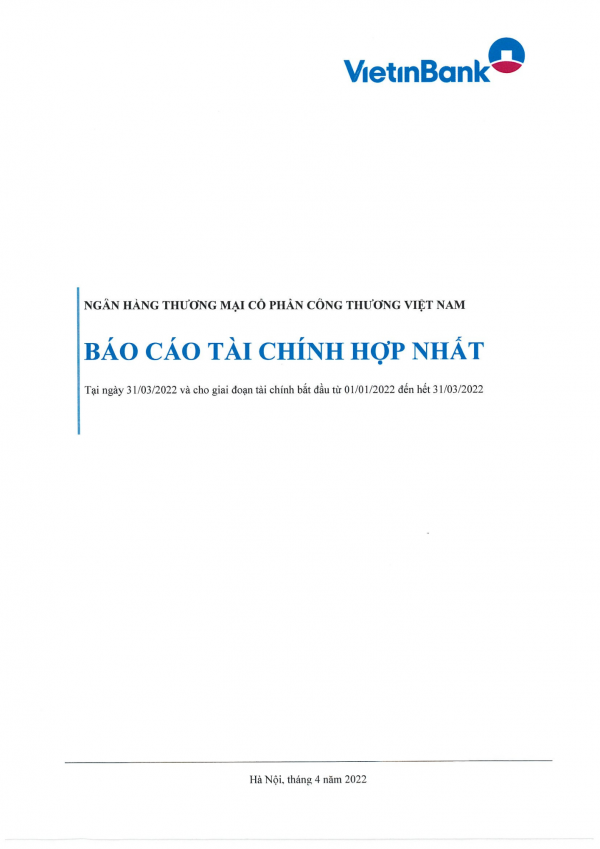 VietinBank
NGÂN HÀNG THƯƠNG MẠI CỔ PHẦN CÔNG THƯƠNG VIỆT NAM
BÁO CÁO TÀI CHÍNH HỢP NHẤT
Tại ngày 31/03/2022 và cho giai đoạn tài chính bắt đầu từ 01/01/2022 đến hết 31/03/2022
Hà Nội, tháng 4 năm 2022